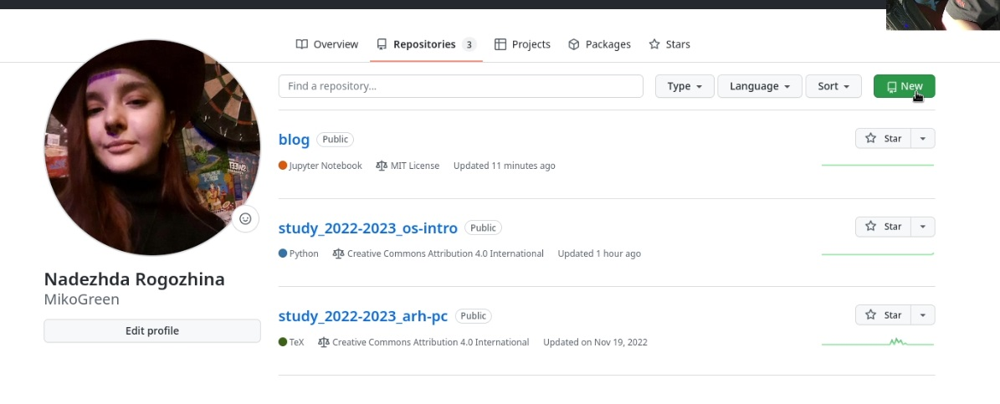 Overview Repositories 3 Projects Packages Stars
Find a repository... Type Language Sort New
blog Public Star
Jupyter Notebook MIT License Updated 11 minutes ago
study_2022-2023_os-intro Public Star
Python Creative Commons Attribution 4.0 International Updated 1 hour ago
Nadezhda Rogozhina
MikoGreen
Edit profile
study_2022-2023_arh-pc Public Star
TeX Creative Commons Attribution 4.0 International Updated on Nov 19, 2022